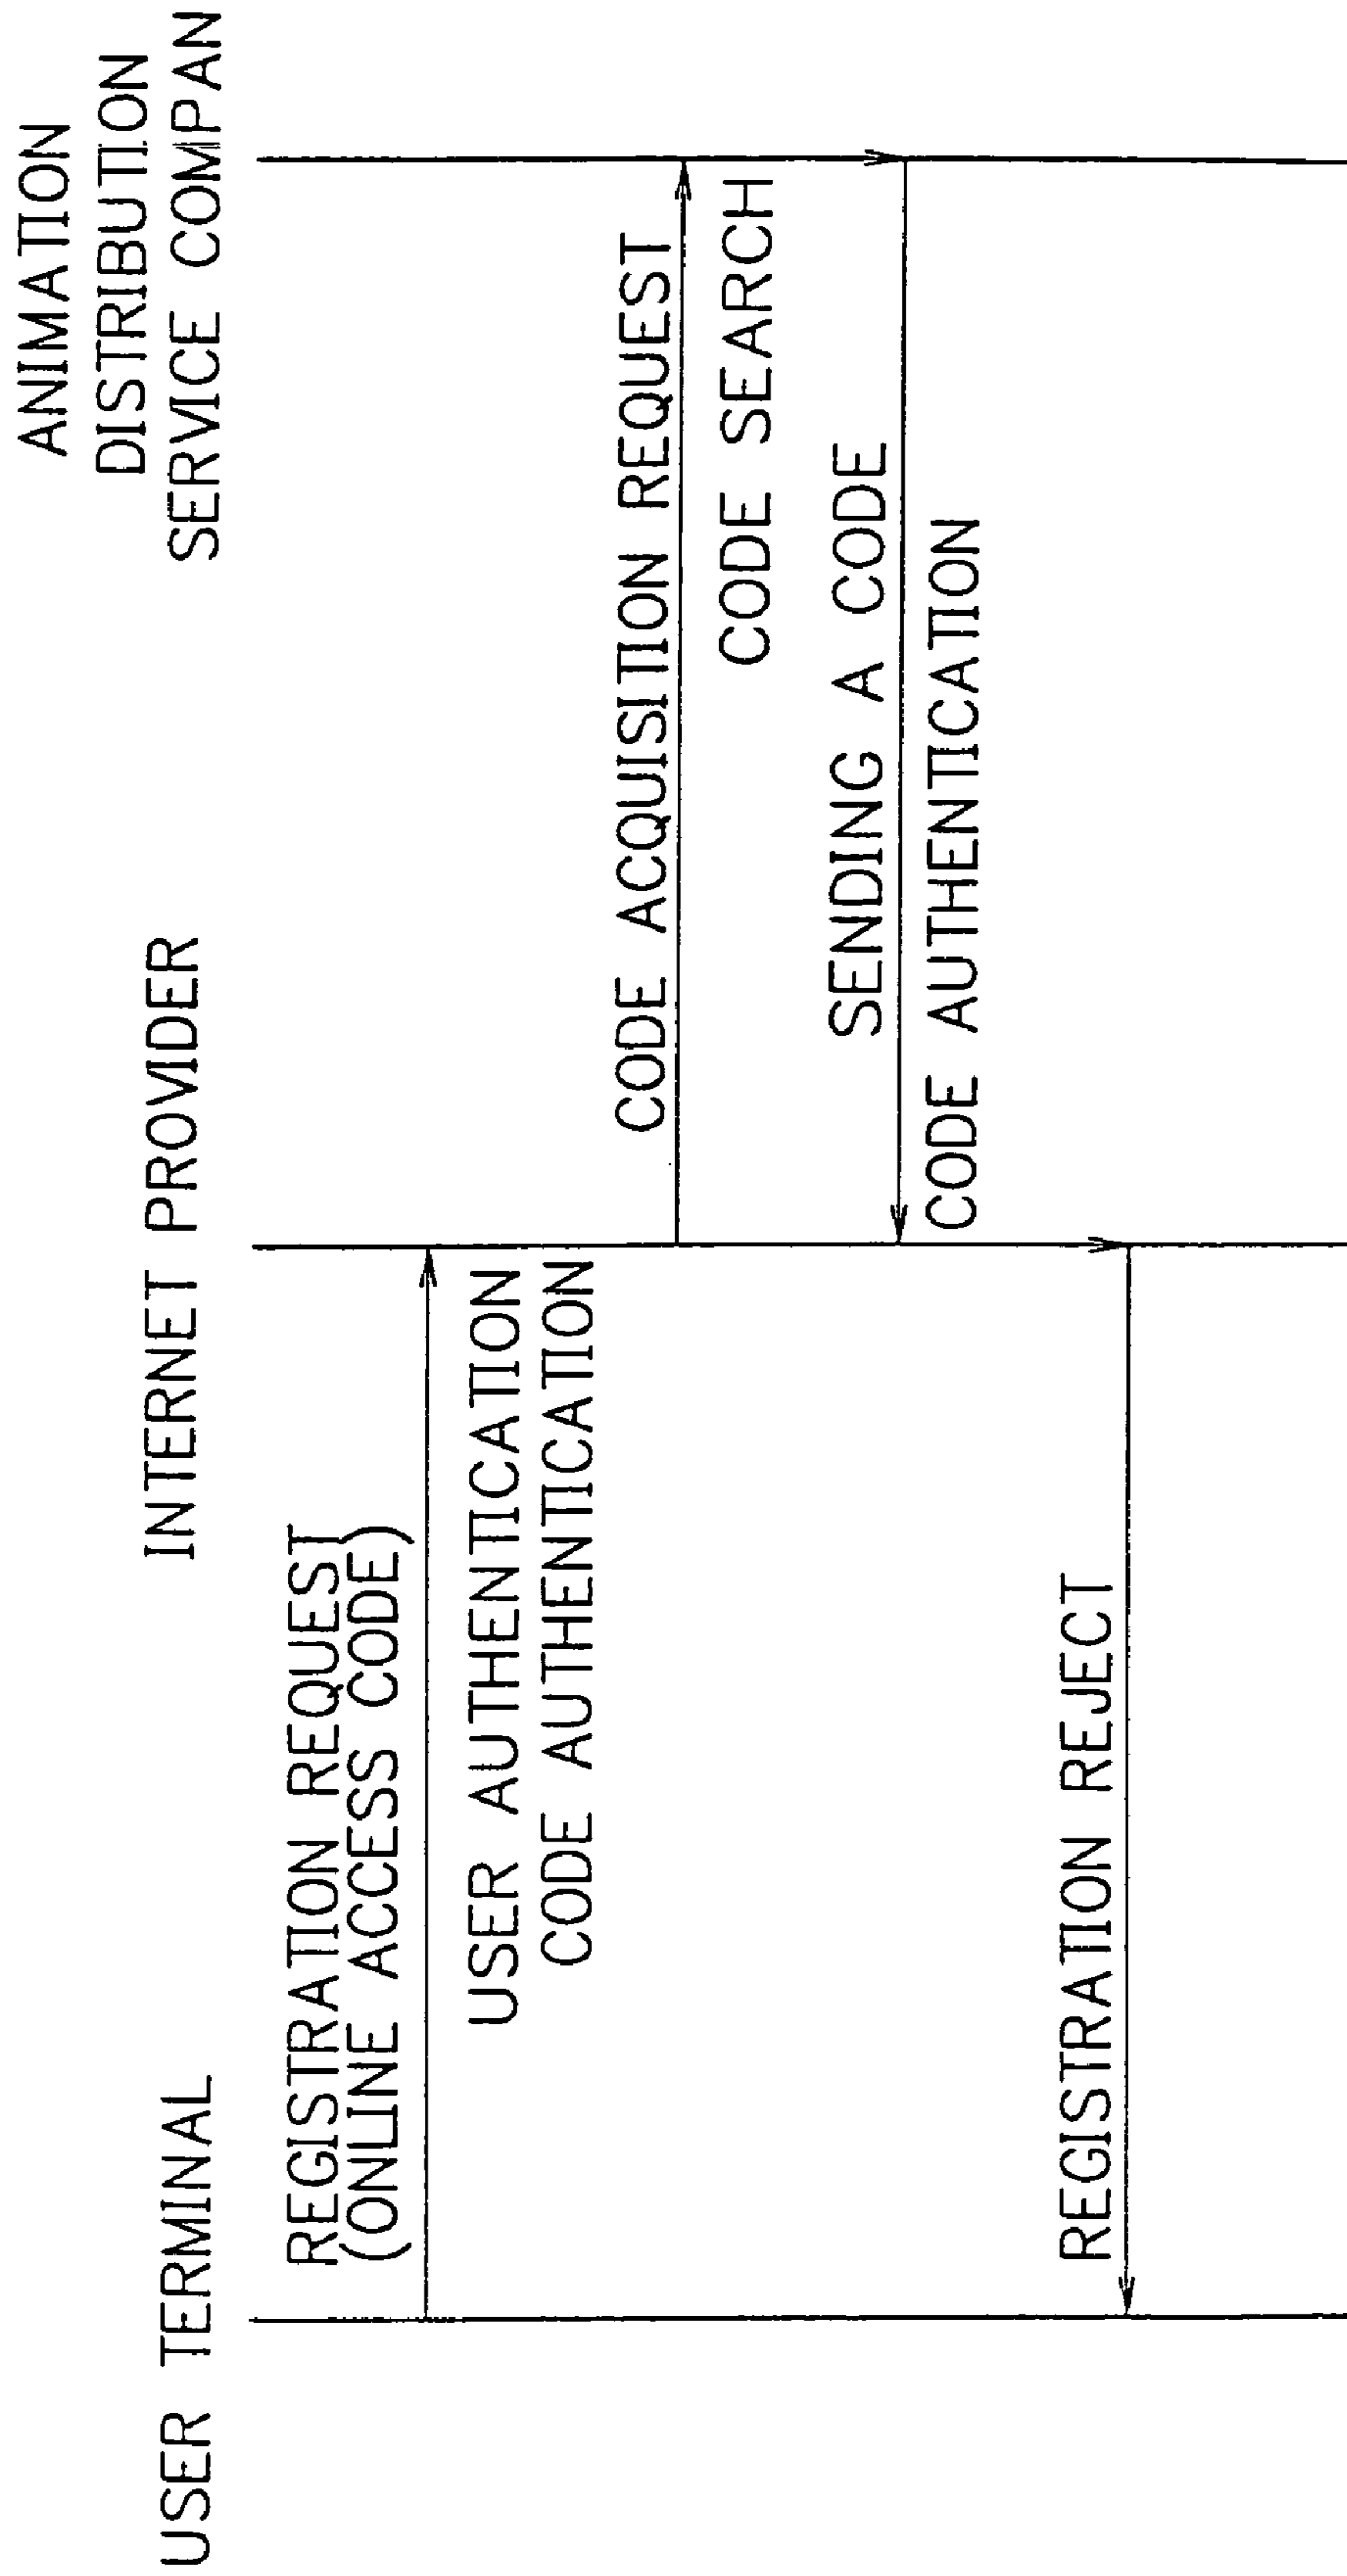 USER TERMINAL
INTERNET PROVIDER
ANIMATION
DISTRIBUTION
SERVICE COMPAN
REGISTRATION REQUEST
(ONLINE ACCESS CODE)
USER AUTHENTICATION
CODE AUTHENTICATION
CODE ACQUISITION REQUEST
CODE SEARCH
SENDING A CODE
CODE AUTHENTICATION
REGISTRATION REJECT